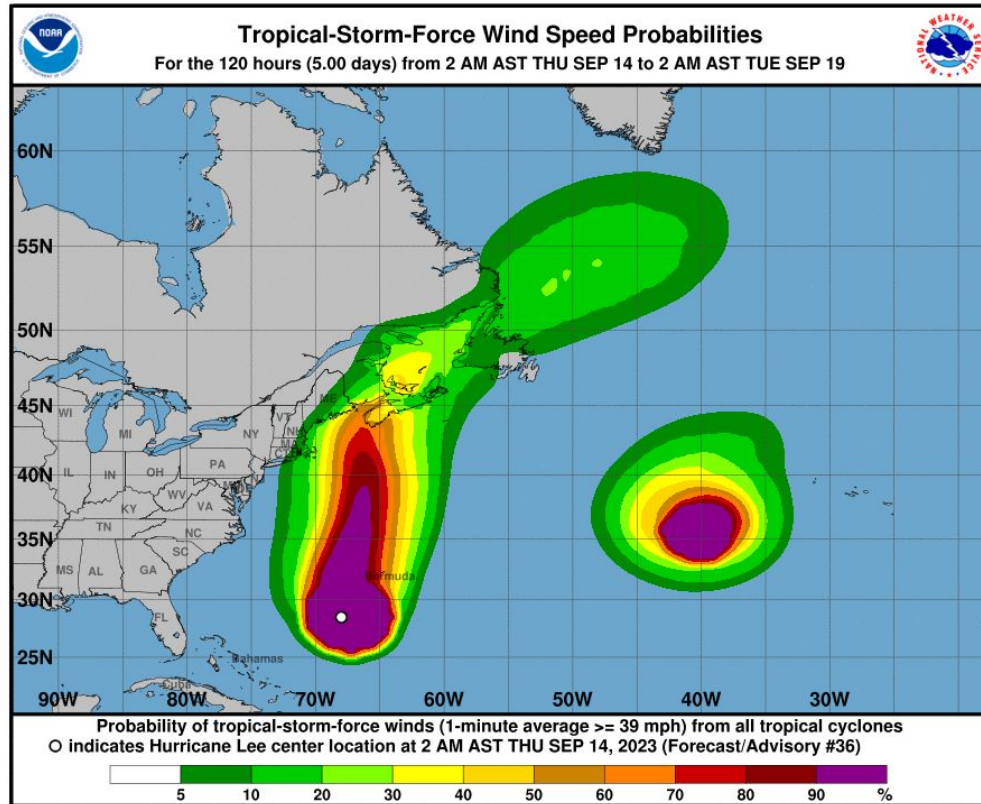 Tropical-Storm-Force Wind Speed Probabilities
For the 120 hours (5.00 days) from 2 AM AST THU SEP 14 to 2 AM AST TUE SEP 19
NOAA
NATIONAL WEATHER SERVICE
60N
55N
50N
45N
40N
35N
30N
25N
ME
WI
VT
NH
MI
NY
MA
CT
IL
IN
OH
PA
WV
VA
KY
TN
NC
SC
MS
AL
GA
Bermuda
FL
Bahamas
Cuba
90W 80W 70W 60W 50W 40W 30W
Probability of tropical-storm-force winds (1-minute average >= 39 mph) from all tropical cyclones
indicates Hurricane Lee center location at 2 AM AST THU SEP 14, 2023 (Forecast/Advisory #36)
5 10 20 30 40 50 60 70 80 90 %